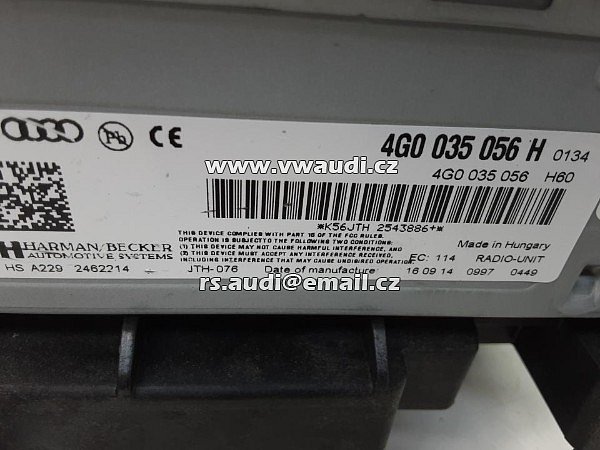 Pb
CE
4G0 035 056 H 0134
4G0 035 056 H60
www.vwaudi.cz
*K56JTH 2543886+*
THIS DEVICE COMPLIES WITH PART 15 OF THE FCC RULES.
OPERATION IS SUBJECT TO THE FOLLOWING TWO CONDITIONS:
(1) THIS DEVICE MAY NOT CAUSE HARMFUL INTERFERENCE, AND
(2) THIS DEVICE MUST ACCEPT ANY INTERFERENCE RECEIVED,
INCLUDING INTERFERENCE THAT MAY CAUSE UNDESIRED OPERATION.
Made in Hungary
HARMAN/BECKER
AUTOMOTIVE SYSTEMS
EC: 114 RADIO-UNIT
HS A229 2462214 JTH-076 Date of manufacture: 16 09 14 0997 0449
rs.audi@email.cz